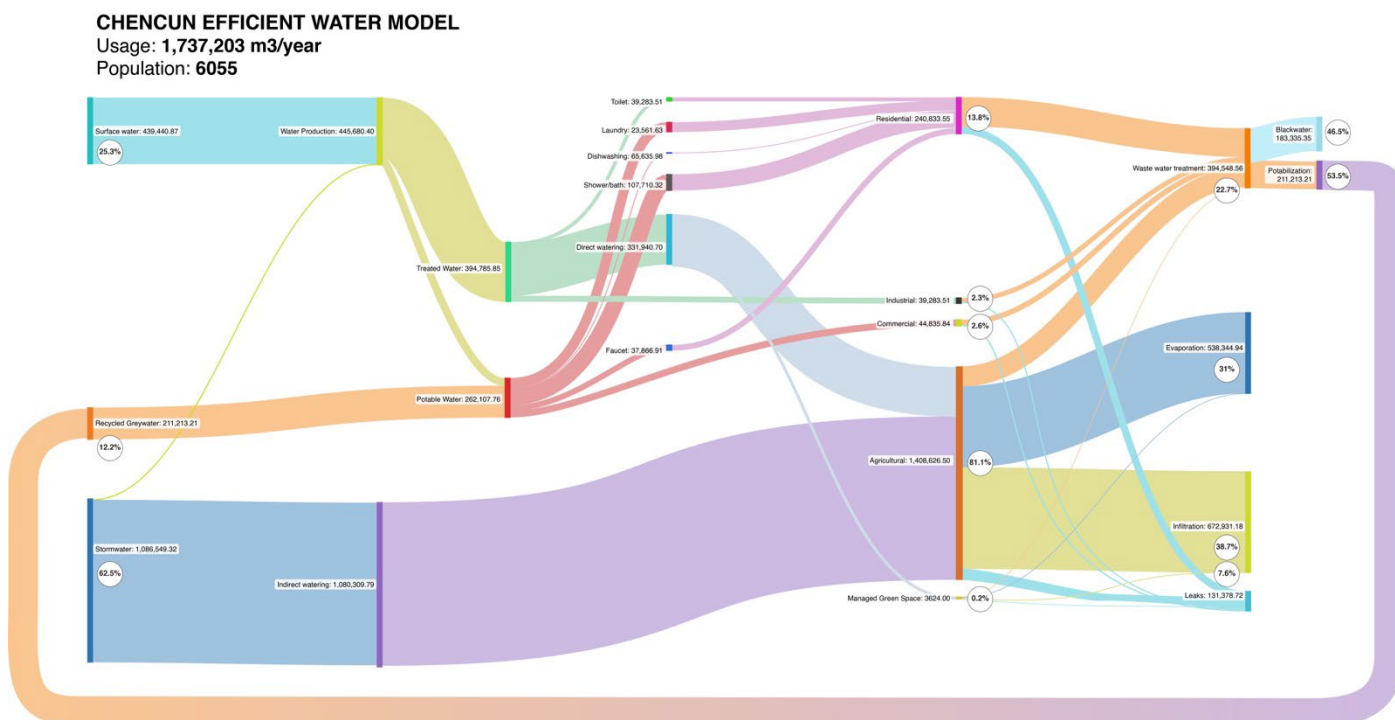 CHENCUN EFFICIENT WATER MODEL
Usage: 1,737,203 m3/year
Population: 6055
Surface water: 439,440.87
25.3%
Water Production: 445,680.40
Toilet: 39,283.51
Laundry: 23,561.63
Dishwashing: 65,635.98
Shower/bath: 107,710.32
Residential: 240,833.55
13.8%
Blackwater:
183,335.35
46.5%
Waste water treatment: 394,548.56
22.7%
Potabilization:
211,213.21
53.5%
Direct watering: 331,940.70
Treated Water: 394,785.85
Industrial: 39,283.51
2.3%
Commercial: 44,835.84
2.6%
Faucet: 37,866.91
Evaporation: 538,344.94
31%
Potable Water: 262,107.76
Recycled Greywater: 211,213.21
12.2%
Agricultural: 1,408,626.50
81.1%
Infiltration: 672,931.18
38.7%
Stormwater: 1,086,549.32
62.5%
Indirect watering: 1,080,309.79
7.6%
Managed Green Space: 3624.00
0.2%
Leaks: 131,378.72